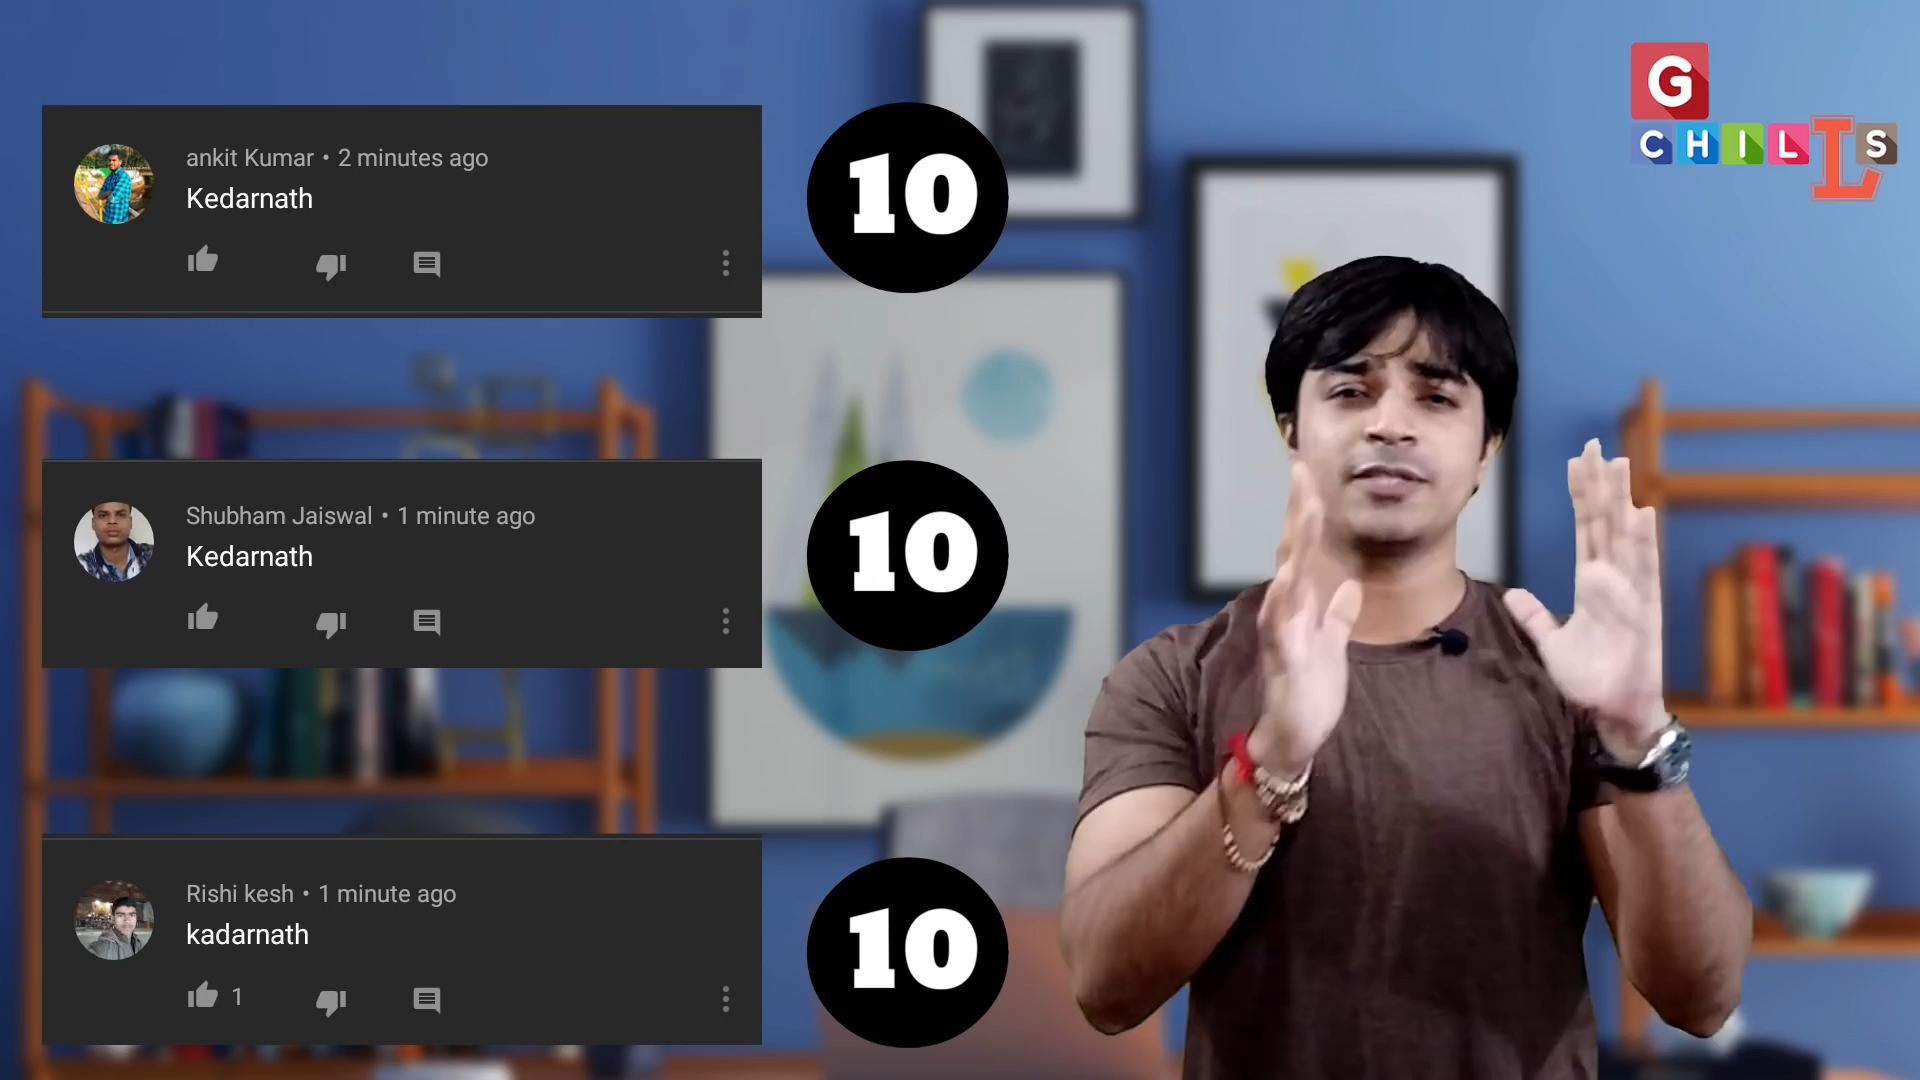 ankit Kumar • 2 minutes ago
Kedarnath
10
Shubham Jaiswal • 1 minute ago
Kedarnath
10
Rishi kesh • 1 minute ago
kadarnath
1
10
G
CHILLS